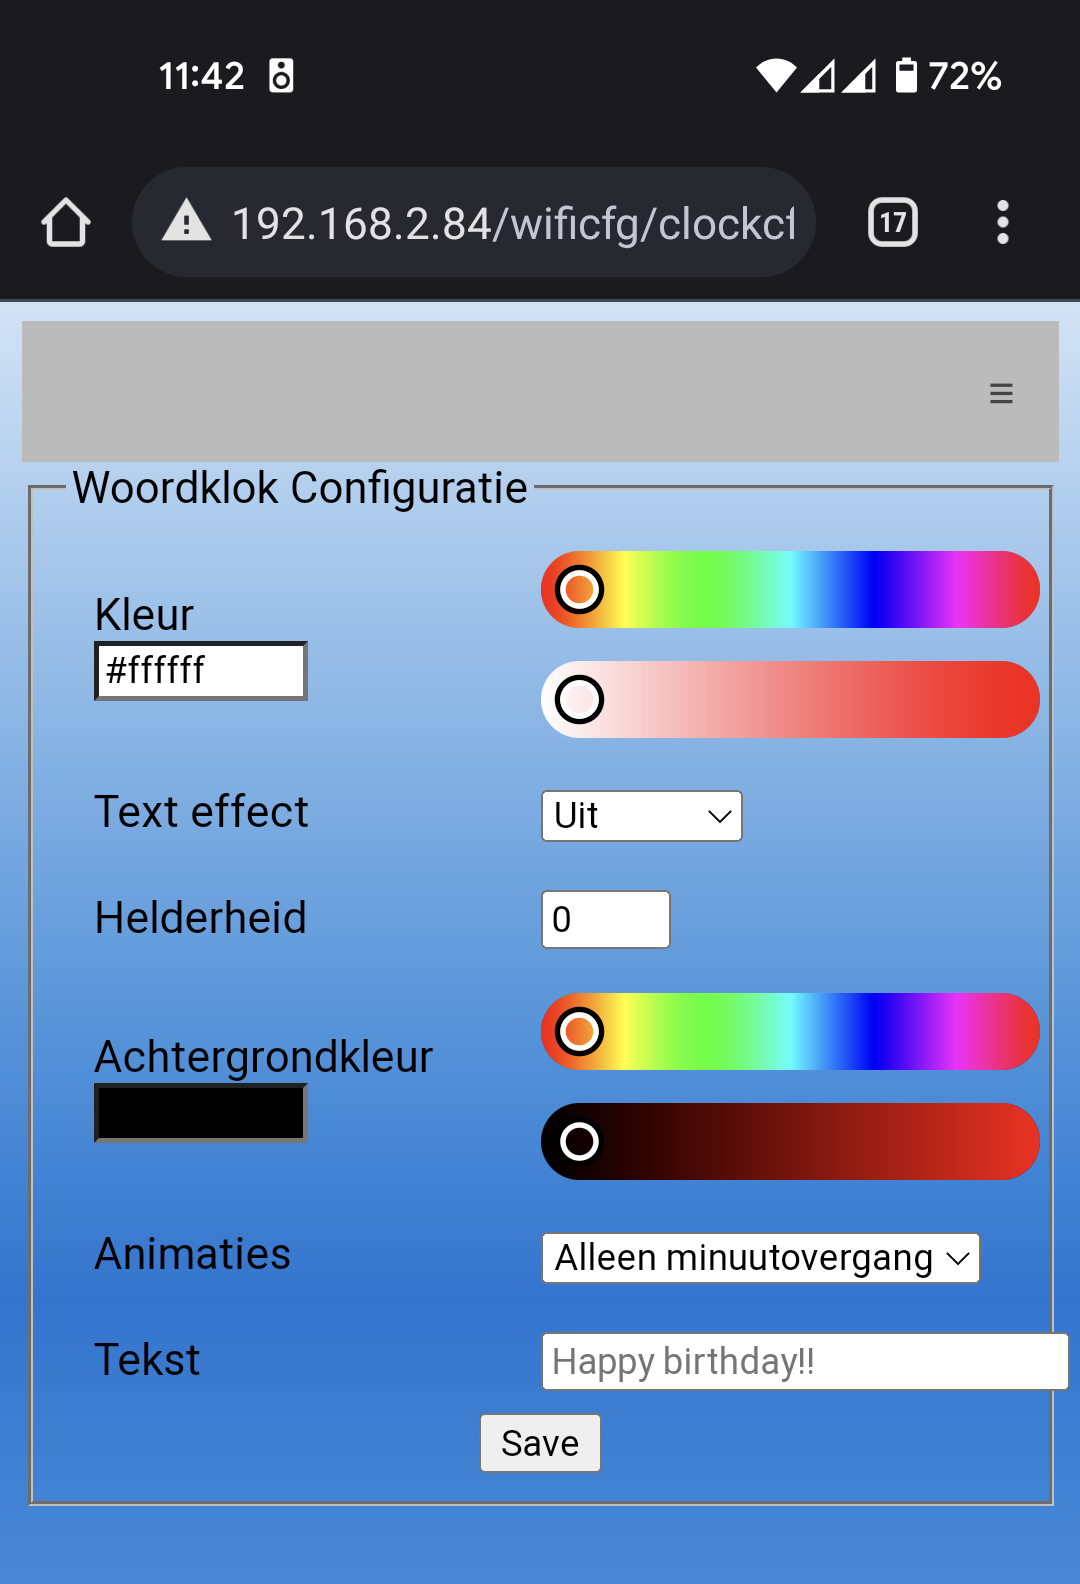 11:42 72%
192.168.2.84/wificfg/clockcf
17
Woordklok Configuratie
Kleur
#ffffff
Text effect Uit
Helderheid 0
Achtergrondkleur
Animaties Alleen minuutovergang
Tekst Happy birthday!!
Save